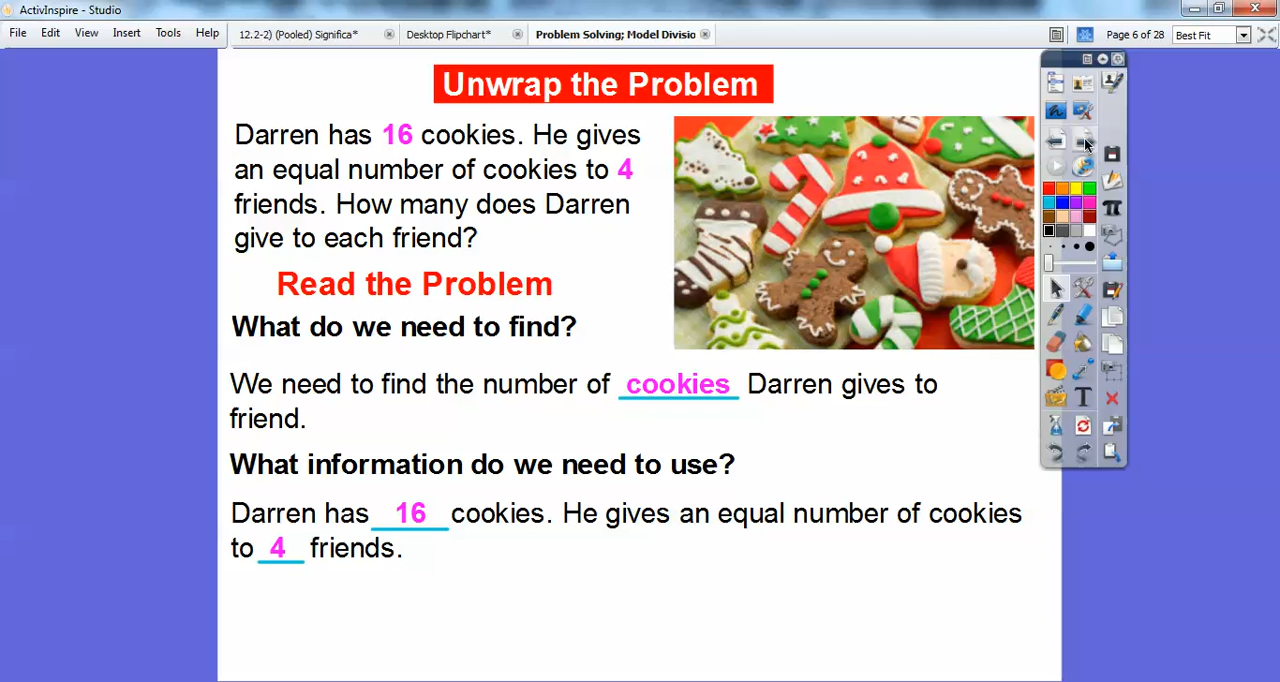 ActivInspire - Studio
File Edit View Insert Tools Help
12.2-2) (Pooled) Significa*
Desktop Flipchart*
Problem Solving; Model Divisio
Page 6 of 28
Best Fit
Unwrap the Problem
Darren has 16 cookies. He gives
an equal number of cookies to 4
friends. How many does Darren
give to each friend?
Read the Problem
What do we need to find?
We need to find the number of cookies Darren gives to
friend.
What information do we need to use?
Darren has 16 cookies. He gives an equal number of cookies
to 4 friends.